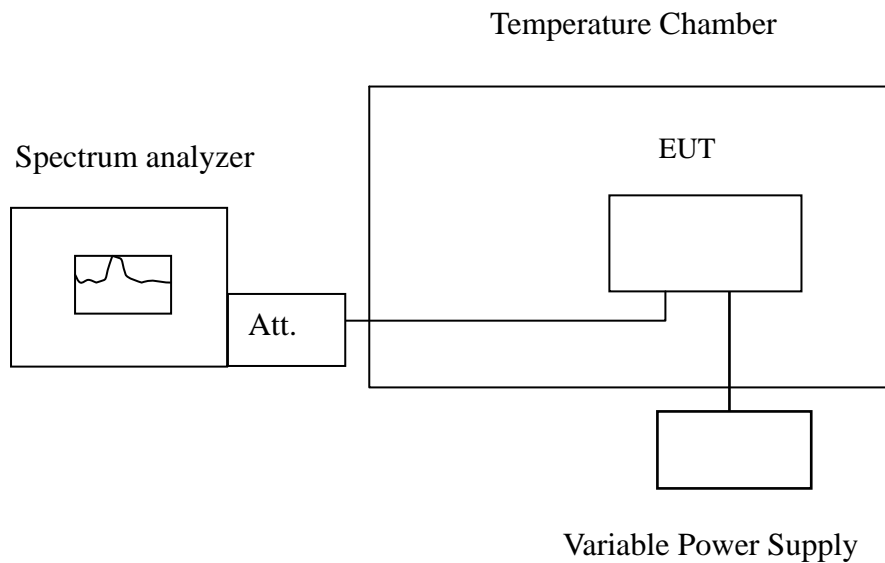 Temperature Chamber
Spectrum analyzer
EUT
Att.
Variable Power Supply